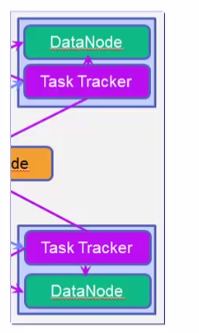 DataNode
Task Tracker
de
Task Tracker
DataNode